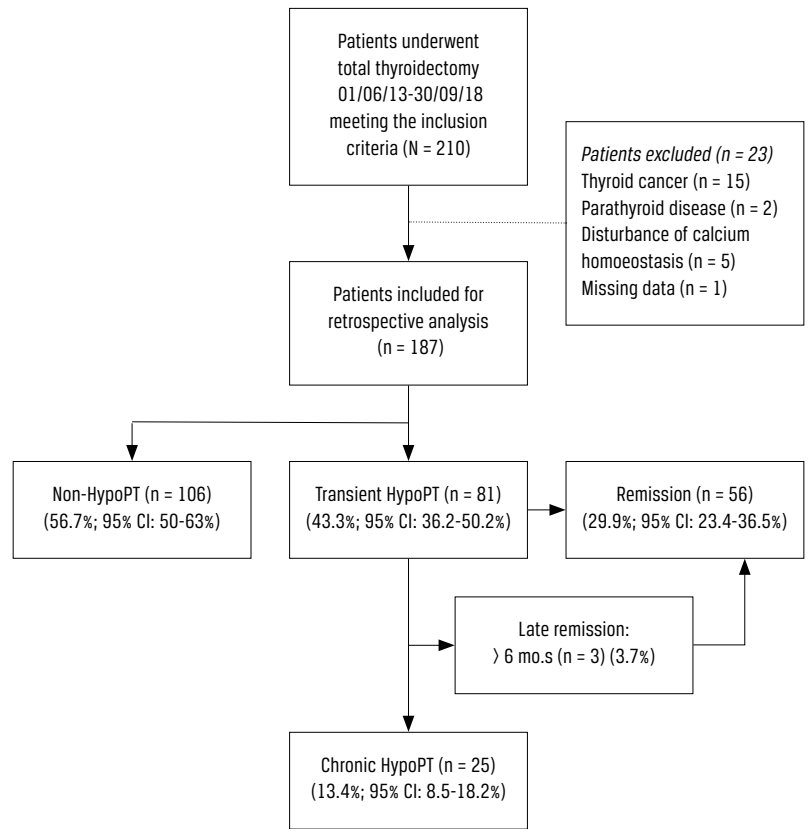 Patients underwent
total thyroidectomy
01/06/13-30/09/18
meeting the inclusion
criteria (N = 210)
Patients excluded (n = 23)
Thyroid cancer (n = 15)
Parathyroid disease (n = 2)
Disturbance of calcium
homoeostasis (n = 5)
Missing data (n = 1)
Patients included for
retrospective analysis
(n = 187)
Non-HypoPT (n = 106)
(56.7%; 95% CI: 50-63%)
Transient HypoPT (n = 81)
(43.3%; 95% CI: 36.2-50.2%)
Remission (n = 56)
(29.9%; 95% CI: 23.4-36.5%)
Late remission:
> 6 mo.s (n = 3) (3.7%)
Chronic HypoPT (n = 25)
(13.4%; 95% CI: 8.5-18.2%)